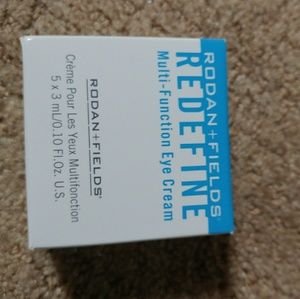 RODAN+FIELDS®
REDEFINE
Multi-Function Eye Cream
RODAN+FIELDS®
Crème Pour Les Yeux Multifonction
5 x 3 mL/0.10 Fl.Oz. U.S.